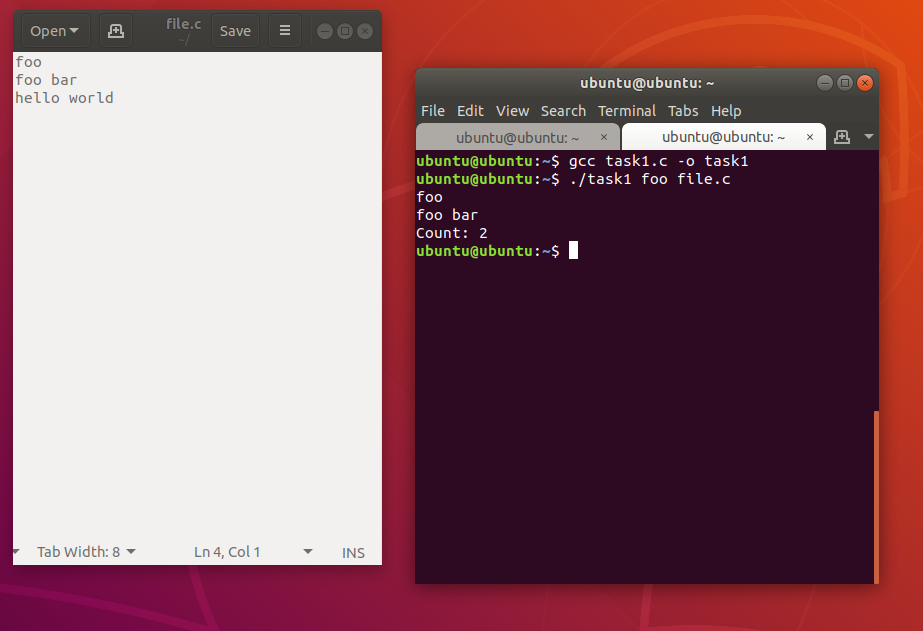 Open
file.c
~/
Save
foo
foo bar
hello world
Tab Width: 8
Ln 4, Col 1
INS
ubuntu@ubuntu: ~
File Edit View Search Terminal Tabs Help
ubuntu@ubuntu: ~ × ubuntu@ubuntu: ~ ×
ubuntu@ubuntu:~$ gcc task1.c -o task1
ubuntu@ubuntu:~$ ./task1 foo file.c
foo
foo bar
Count: 2
ubuntu@ubuntu:~$